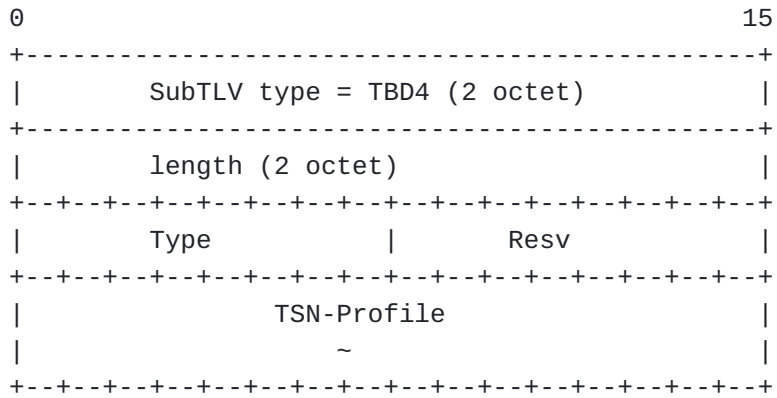 0                                              15
+-----------------------------------------------+
|        SubTLV type = TBD4 (2 octet)           |
+-----------------------------------------------+
|        length (2 octet)                       |
+--+--+--+--+--+--+--+--+--+--+--+--+--+--+--+--+
|        Type           |       Resv            |
+--+--+--+--+--+--+--+--+--+--+--+--+--+--+--+--+
|                TSN-Profile                    |
|                    ~                          |
+--+--+--+--+--+--+--+--+--+--+--+--+--+--+--+--+